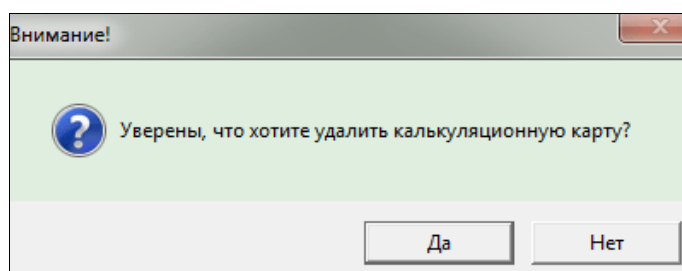 Внимание!
Уверены, что хотите удалить калькуляционную карту?
Да
Нет